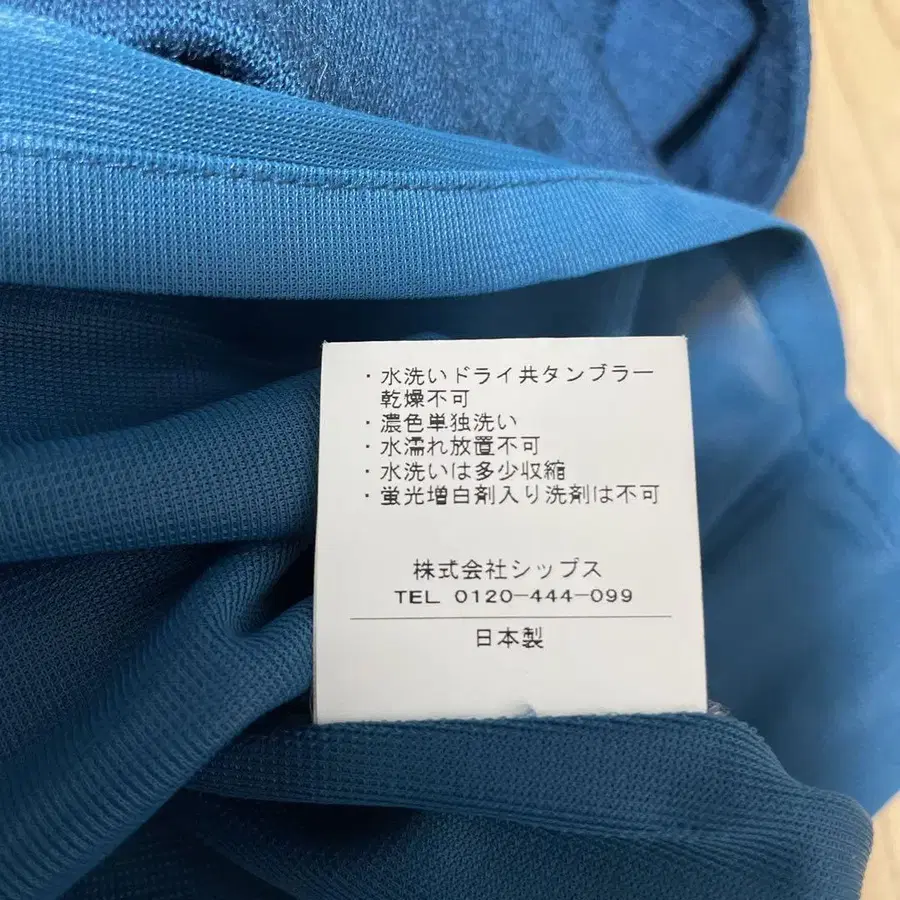 ・水洗いドライ共タンブラー
乾燥不可
・濃色単独洗い
・水濡れ放置不可
・水洗いは多少収縮
・蛍光増白剤入り洗剤は不可
株式会社シップス
TEL 0120-444-099
日本製